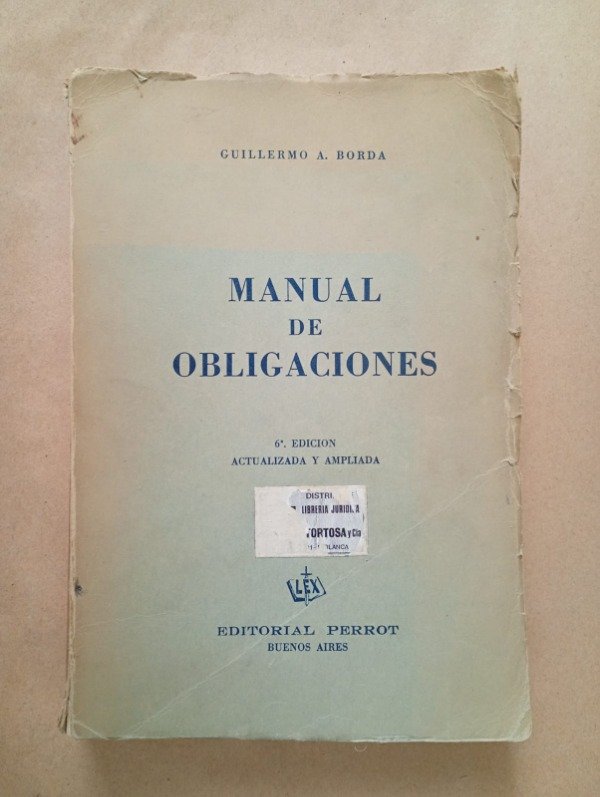 GUILLERMO A. BORDA
MANUAL
DE
OBLIGACIONES
6ª. EDICION
ACTUALIZADA Y AMPLIADA
LIBRERIA JURIDICA
TORTOSA y Cía
LEX
EDITORIAL PERROT
BUENOS AIRES